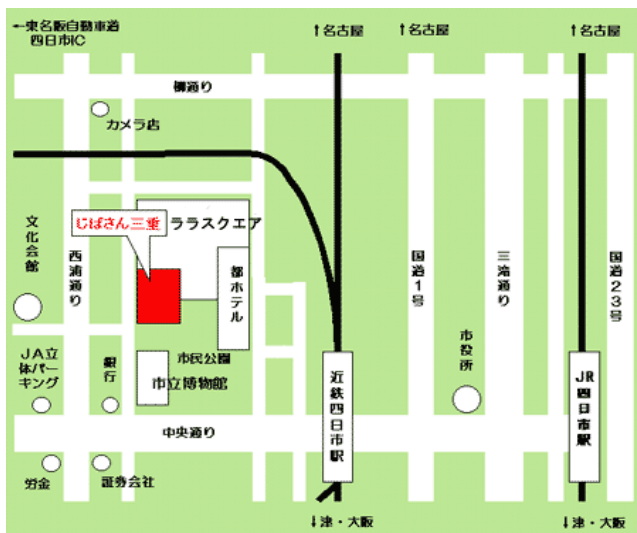 ←東名阪自動車道
四日市IC
↑名古屋
↑名古屋
↑名古屋
柳通り
カメラ店
じばさん三重
ララスクエア
文化会館
西浦通り
都ホテル
国道1号
三滝通り
国道23号
市民公園
市立博物館
JA立
体パー
キング
銀行
近鉄四日市駅
市役所
JR四日市駅
中央通り
労金
証券会社
↓津・大阪
↓津・大阪